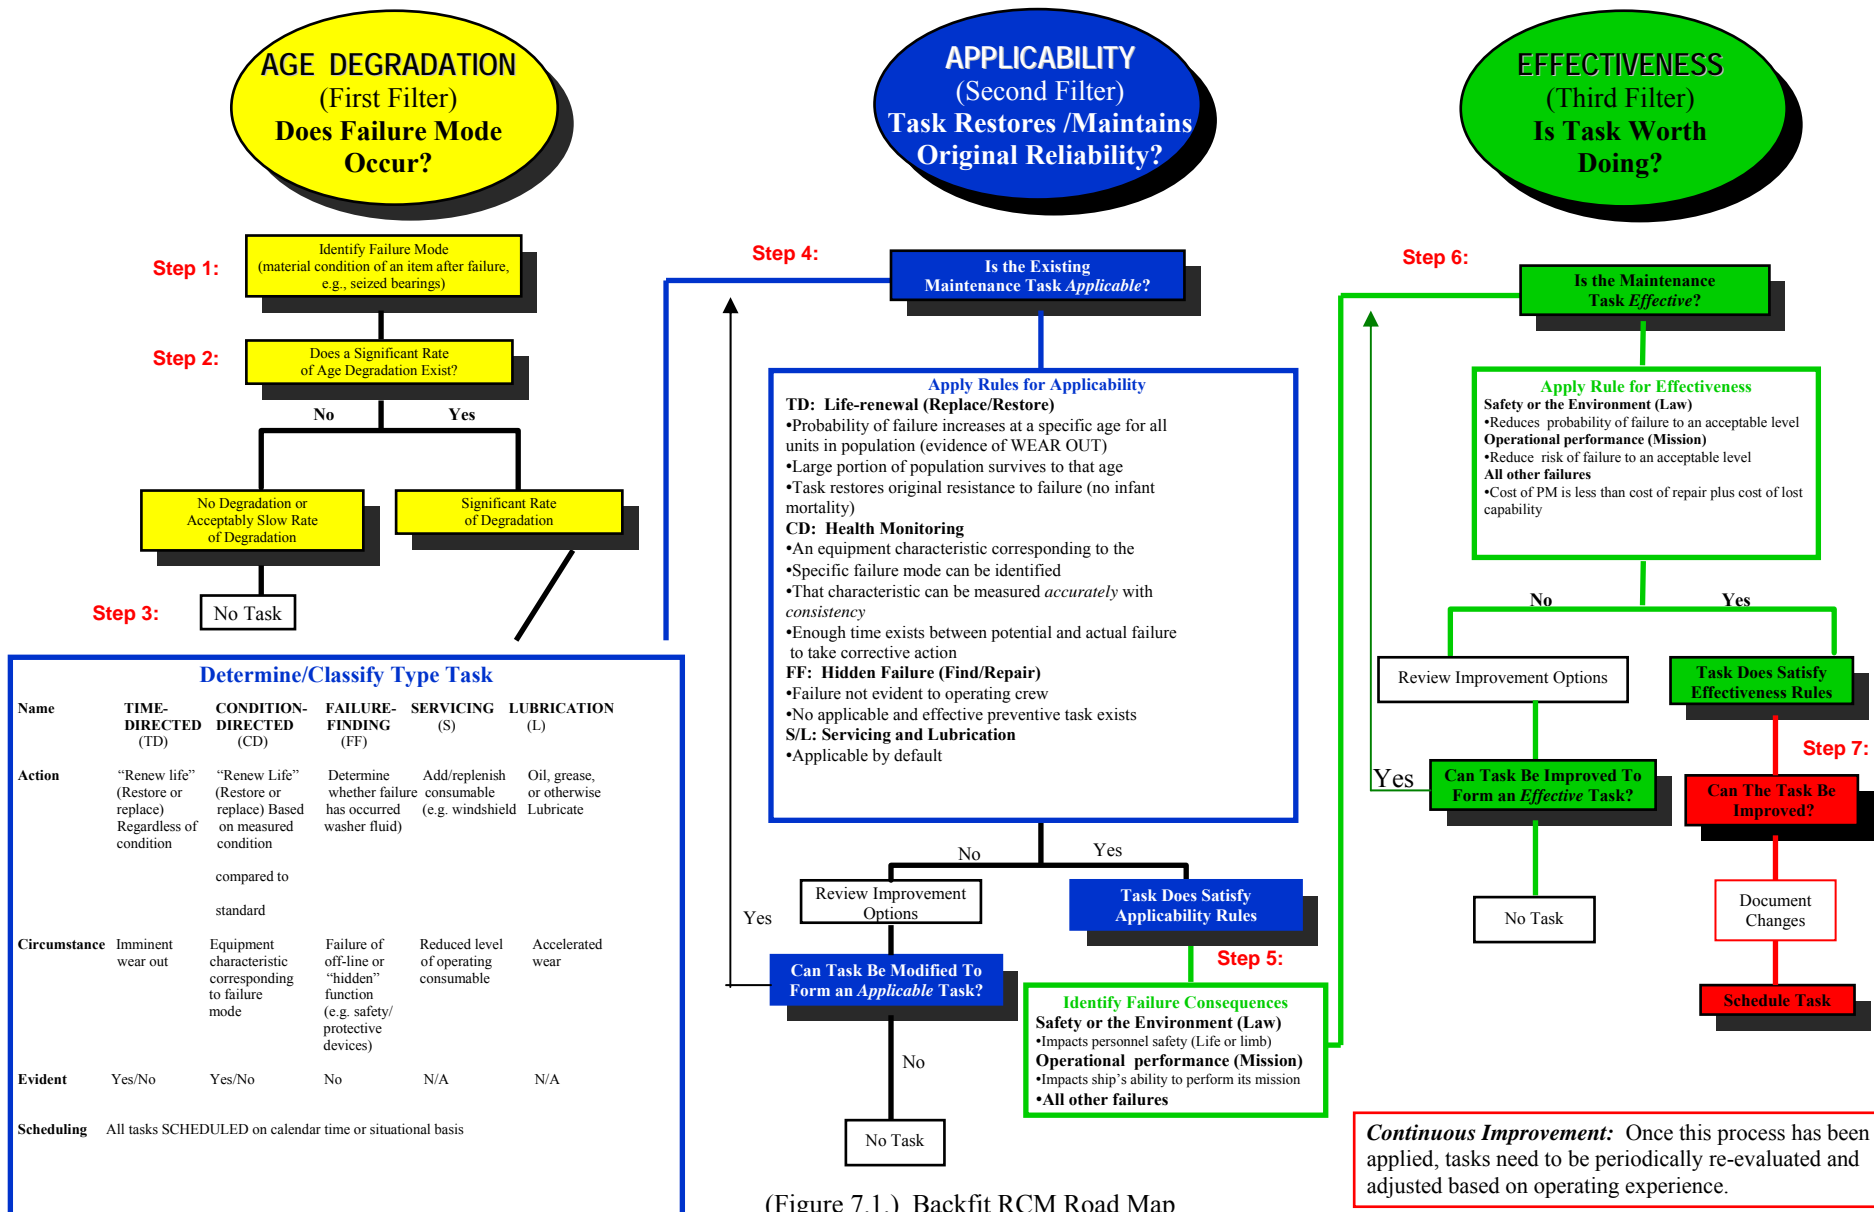 AGE DEGRADATION
(First Filter)
Does Failure Mode
Occur?
APPLICABILITY
(Second Filter)
Task Restores /Maintains
Original Reliability?
EFFECTIVENESS
(Third Filter)
Is Task Worth
Doing?
Step 1:
Identify Failure Mode
(material condition of an item after failure,
e.g., seized bearings)
Step 2:
Does a Significant Rate
of Age Degradation Exist?
No
Yes
No Degradation or
Acceptably Slow Rate
of Degradation
Significant Rate
of Degradation
Step 3:
No Task
Determine/Classify Type Task
Name
TIME-
DIRECTED
(TD)
CONDITION-
DIRECTED
(CD)
FAILURE-
FINDING
(FF)
SERVICING
(S)
LUBRICATION
(L)
Action
“Renew life”
(Restore or
replace)
Regardless of
condition
“Renew Life”
(Restore or
replace) Based
on measured
condition
compared to
standard
Determine
whether failure
has occurred
washer fluid)
Add/replenish
consumable
(e.g. windshield
Oil, grease,
or otherwise
Lubricate
Circumstance
Imminent
wear out
Equipment
characteristic
corresponding
to failure
mode
Failure of
off-line or
“hidden”
function
(e.g. safety/
protective
devices)
Reduced level
of operating
consumable
Accelerated
wear
Evident
Yes/No
Yes/No
No
N/A
N/A
Scheduling
All tasks SCHEDULED on calendar time or situational basis
Step 4:
Is the Existing
Maintenance Task Applicable?
Apply Rules for Applicability
TD: Life-renewal (Replace/Restore)
•Probability of failure increases at a specific age for all
units in population (evidence of WEAR OUT)
•Large portion of population survives to that age
•Task restores original resistance to failure (no infant
mortality)
CD: Health Monitoring
•An equipment characteristic corresponding to the
•Specific failure mode can be identified
•That characteristic can be measured accurately with
consistency
•Enough time exists between potential and actual failure
to take corrective action
FF: Hidden Failure (Find/Repair)
•Failure not evident to operating crew
•No applicable and effective preventive task exists
S/L: Servicing and Lubrication
•Applicable by default
No
Yes
Review Improvement
Options
Task Does Satisfy
Applicability Rules
Yes
Can Task Be Modified To
Form an Applicable Task?
No
No Task
Step 5:
Identify Failure Consequences
Safety or the Environment (Law)
•Impacts personnel safety (Life or limb)
Operational performance (Mission)
•Impacts ship’s ability to perform its mission
•All other failures
Step 6:
Is the Maintenance
Task Effective?
Apply Rule for Effectiveness
Safety or the Environment (Law)
•Reduces probability of failure to an acceptable level
Operational performance (Mission)
•Reduce risk of failure to an acceptable level
All other failures
•Cost of PM is less than cost of repair plus cost of lost
capability
No
Yes
Review Improvement Options
Task Does Satisfy
Effectiveness Rules
Yes
Can Task Be Improved To
Form an Effective Task?
No Task
Step 7:
Can The Task Be
Improved?
Document
Changes
Schedule Task
Continuous Improvement: Once this process has been
applied, tasks need to be periodically re-evaluated and
adjusted based on operating experience.
(Figure 7.1.) Backfit RCM Road Map